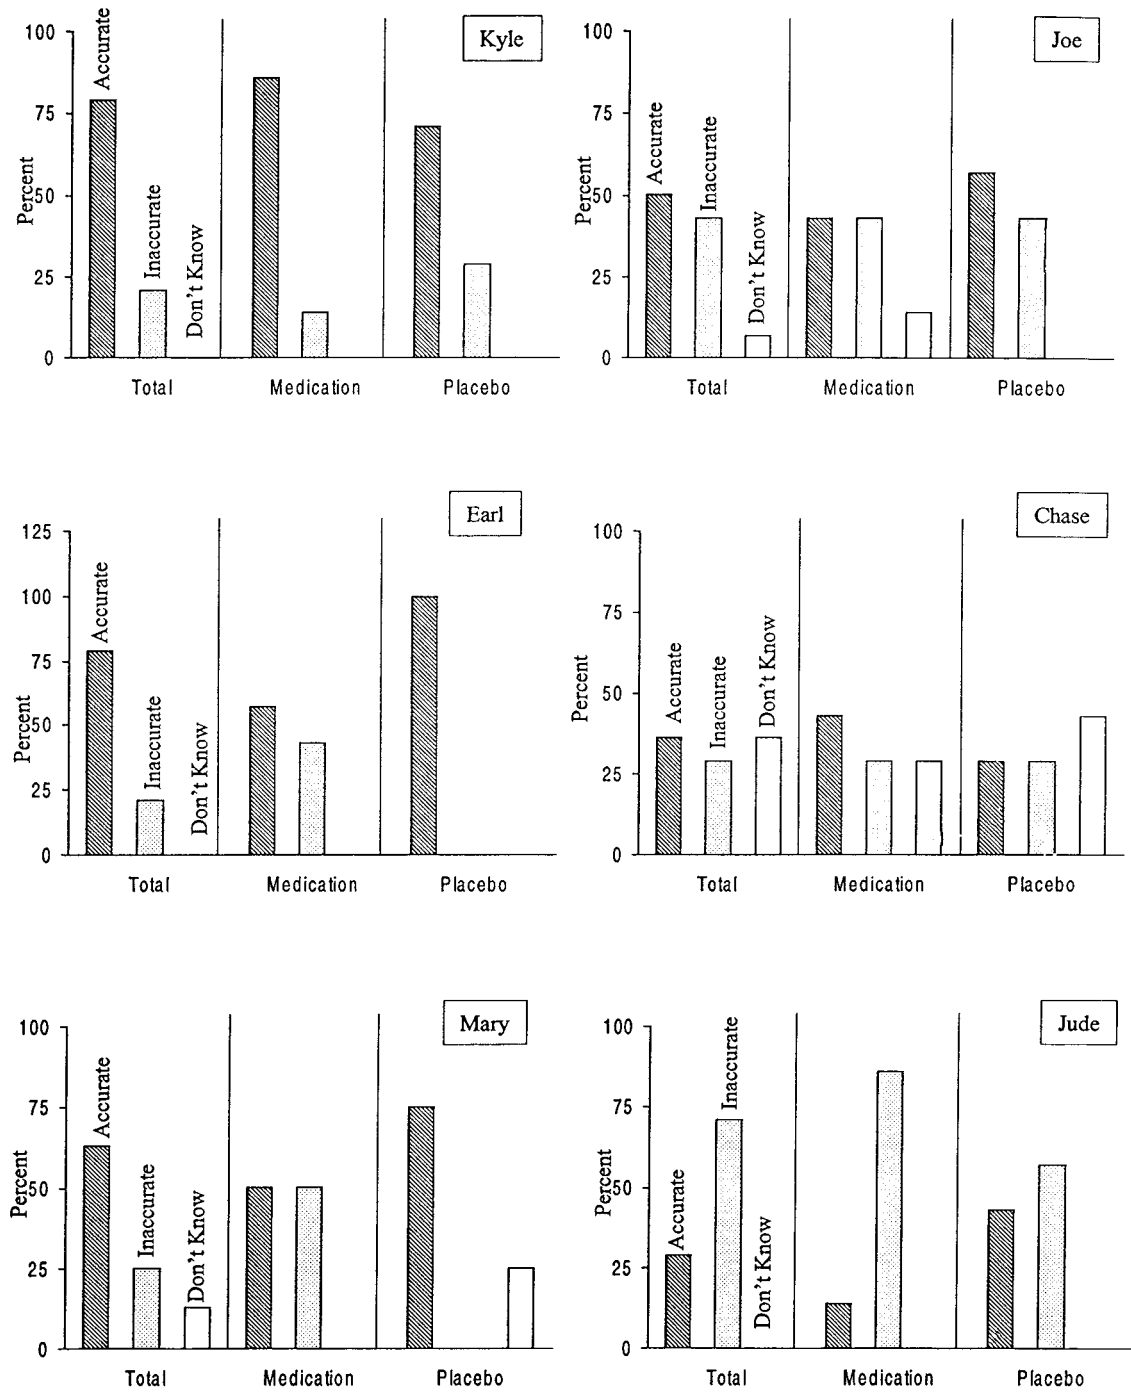 Kyle
Percent
100
75
50
25
0
Accurate
Inaccurate
Don't Know
Total
Medication
Placebo
Joe
Percent
100
75
50
25
0
Accurate
Inaccurate
Don't Know
Total
Medication
Placebo
Earl
Percent
125
100
75
50
25
0
Accurate
Inaccurate
Don't Know
Total
Medication
Placebo
Chase
Percent
100
75
50
25
0
Accurate
Inaccurate
Don't Know
Total
Medication
Placebo
Mary
Percent
100
75
50
25
0
Accurate
Inaccurate
Don't Know
Total
Medication
Placebo
Jude
Percent
100
75
50
25
0
Accurate
Inaccurate
Don't Know
Total
Medication
Placebo